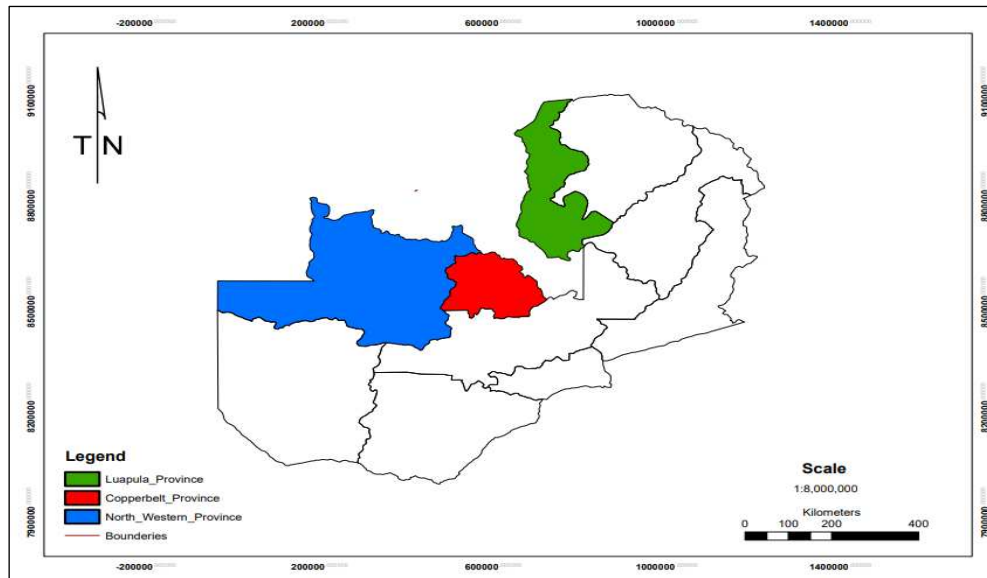 -200000 200000 600000 1000000 1400000
9100000 9100000
T N
8800000 8800000
8500000 8500000
8200000 8200000
Legend
Luapula_Province
Copperbelt_Province
North_Western_Province
Bounderies
Scale
1:8,000,000
Kilometers
0 100 200 400
7900000 7900000
-200000 200000 600000 1000000 1400000